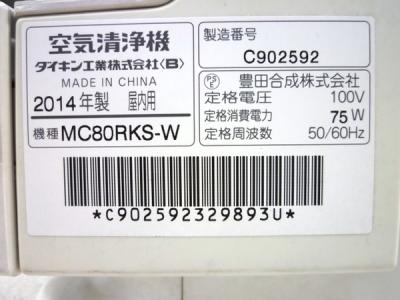 空気清浄機
ダイキン工業株式会社〈B〉
MADE IN CHINA
2014年製 屋内用
機種 MC80RKS-W
製造番号
C902592
PSE 豊田合成株式会社
定格電圧 100V
定格消費電力 75W
定格周波数 50/60Hz
*C902592329893U*